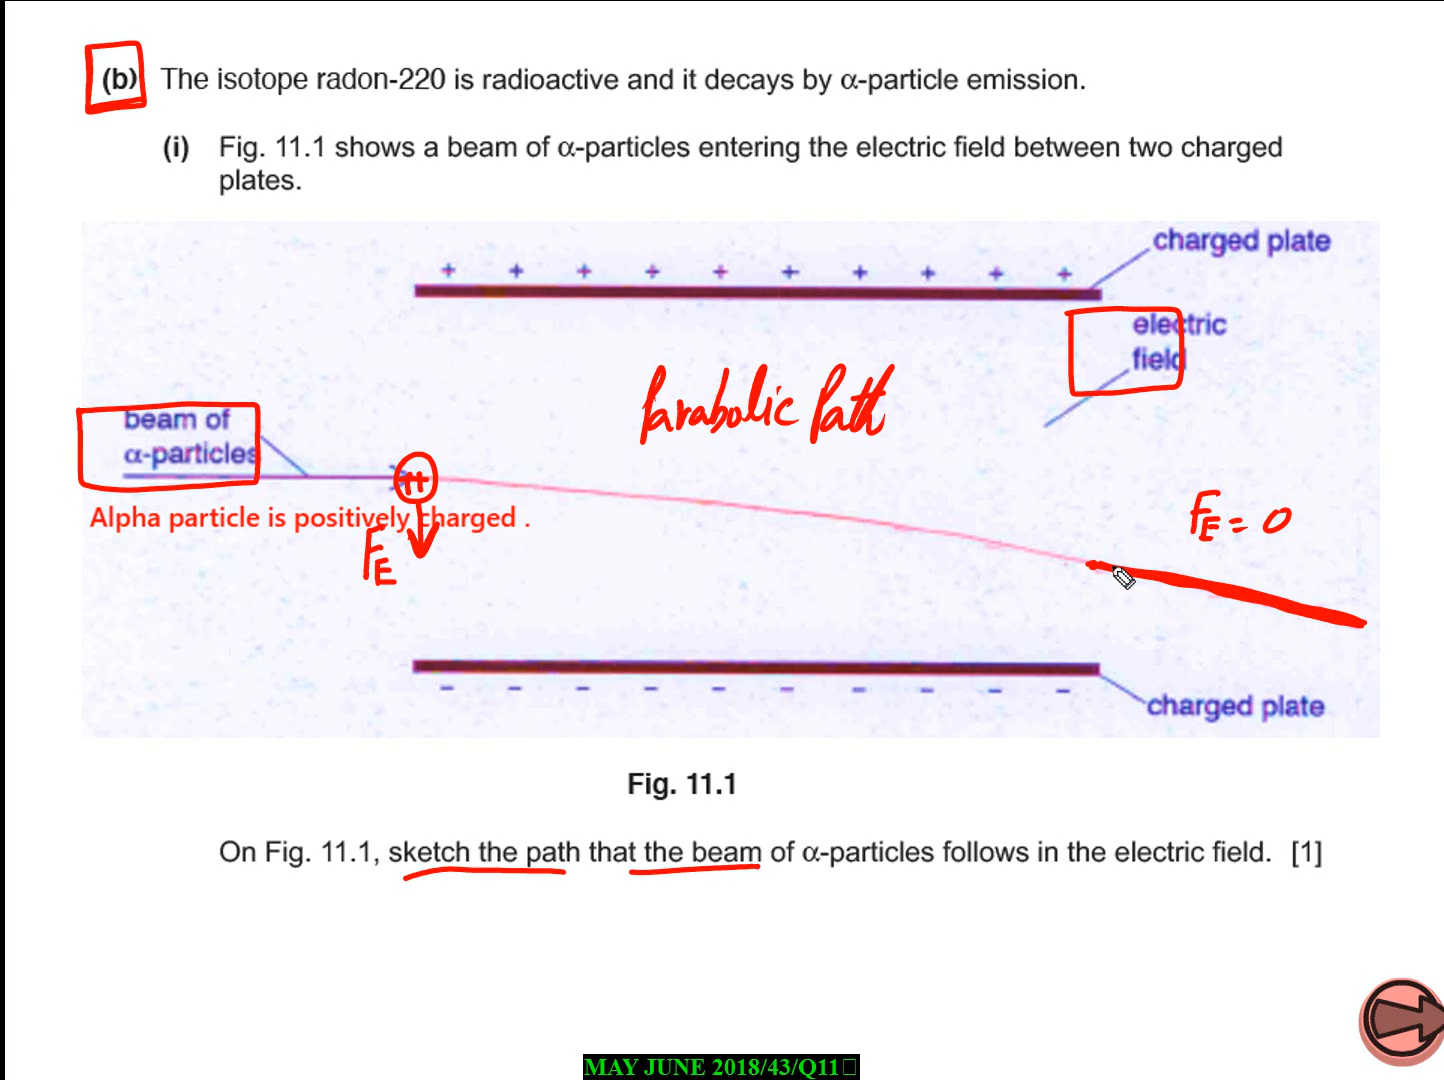 (b) The isotope radon-220 is radioactive and it decays by α-particle emission.
(i) Fig. 11.1 shows a beam of α-particles entering the electric field between two charged
plates.
charged plate
+ + + + + + + + + +
electric
field
Parabolic Path
beam of
α-particles
++
Alpha particle is positively charged .
F_E = 0
F_E
- - - - - - - - - -
charged plate
Fig. 11.1
On Fig. 11.1, sketch the path that the beam of α-particles follows in the electric field. [1]
MAY JUNE 2018/43/Q11